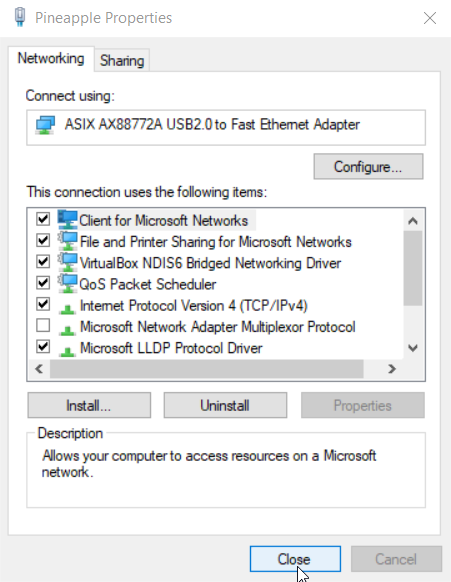 Pineapple Properties
Networking
Sharing
Connect using:
ASIX AX88772A USB2.0 to Fast Ethernet Adapter
Configure...
This connection uses the following items:
Client for Microsoft Networks
File and Printer Sharing for Microsoft Networks
VirtualBox NDIS6 Bridged Networking Driver
QoS Packet Scheduler
Internet Protocol Version 4 (TCP/IPv4)
Microsoft Network Adapter Multiplexor Protocol
Microsoft LLDP Protocol Driver
Install...
Uninstall
Properties
Description
Allows your computer to access resources on a Microsoft
network.
Close
Cancel